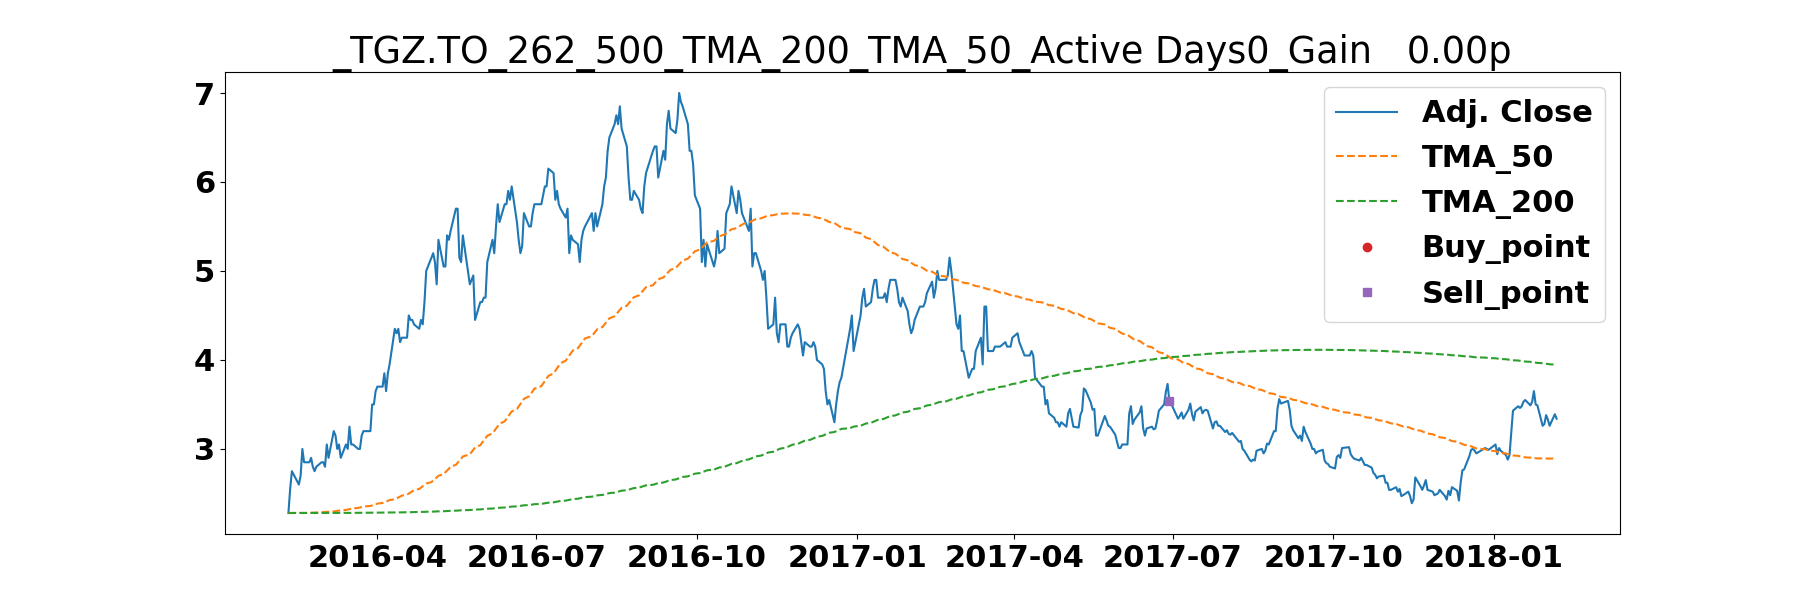 _TGZ.TO_262_500_TMA_200_TMA_50_Active Days0_Gain   0.00p
7
6
5
4
3
Adj. Close
TMA_50
TMA_200
Buy_point
Sell_point
2016-04 2016-07 2016-10 2017-01 2017-04 2017-07 2017-10 2018-01